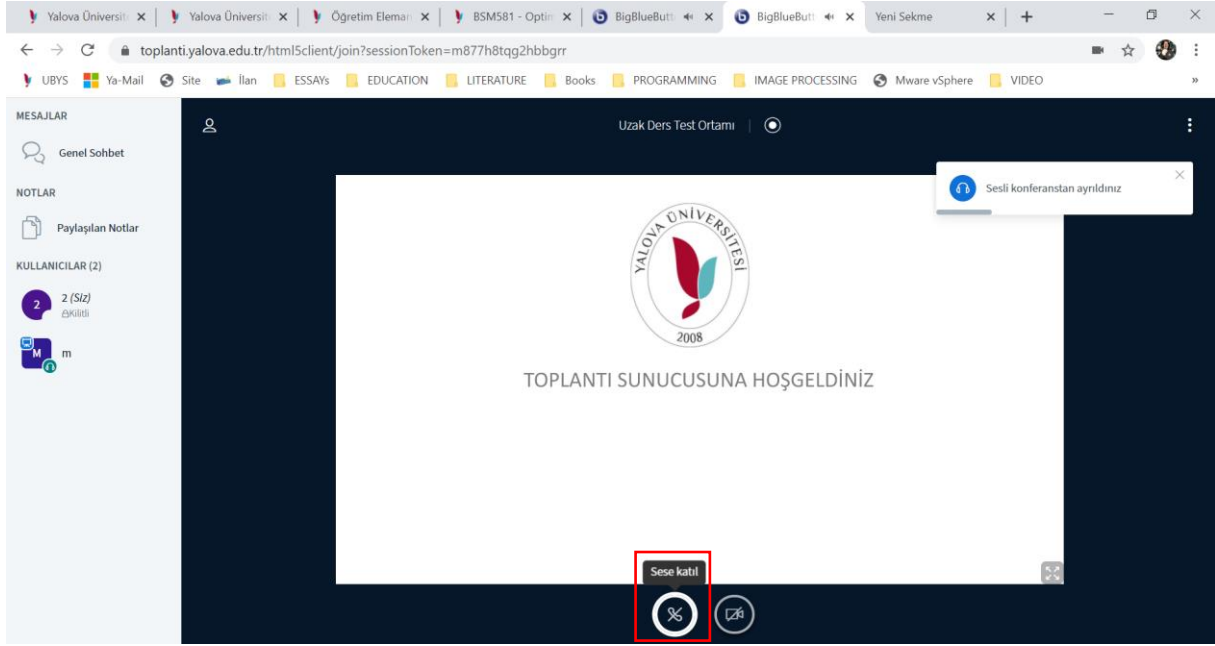 Yalova Üniversit
Yalova Üniversit
Öğretim Eleman
BSM581 - Optim
BigBlueButt
BigBlueButt
Yeni Sekme
toplanti.yalova.edu.tr/html5client/join?sessionToken=m877h8tqg2hbbgrr
UBYS
Ya-Mail
Site
İlan
ESSAYs
EDUCATION
LITERATURE
Books
PROGRAMMING
IMAGE PROCESSING
Mware vSphere
VIDEO
»
MESAJLAR
Genel Sohbet
NOTLAR
Paylaşılan Notlar
KULLANICILAR (2)
2
2 (Siz)
Kilitli
M
m
Uzak Ders Test Ortamı
Sesli konferanstan ayrıldınız
YALOVA ÜNİVERSİTESİ
2008
TOPLANTI SUNUCUSUNA HOŞGELDİNİZ
Sese katıl